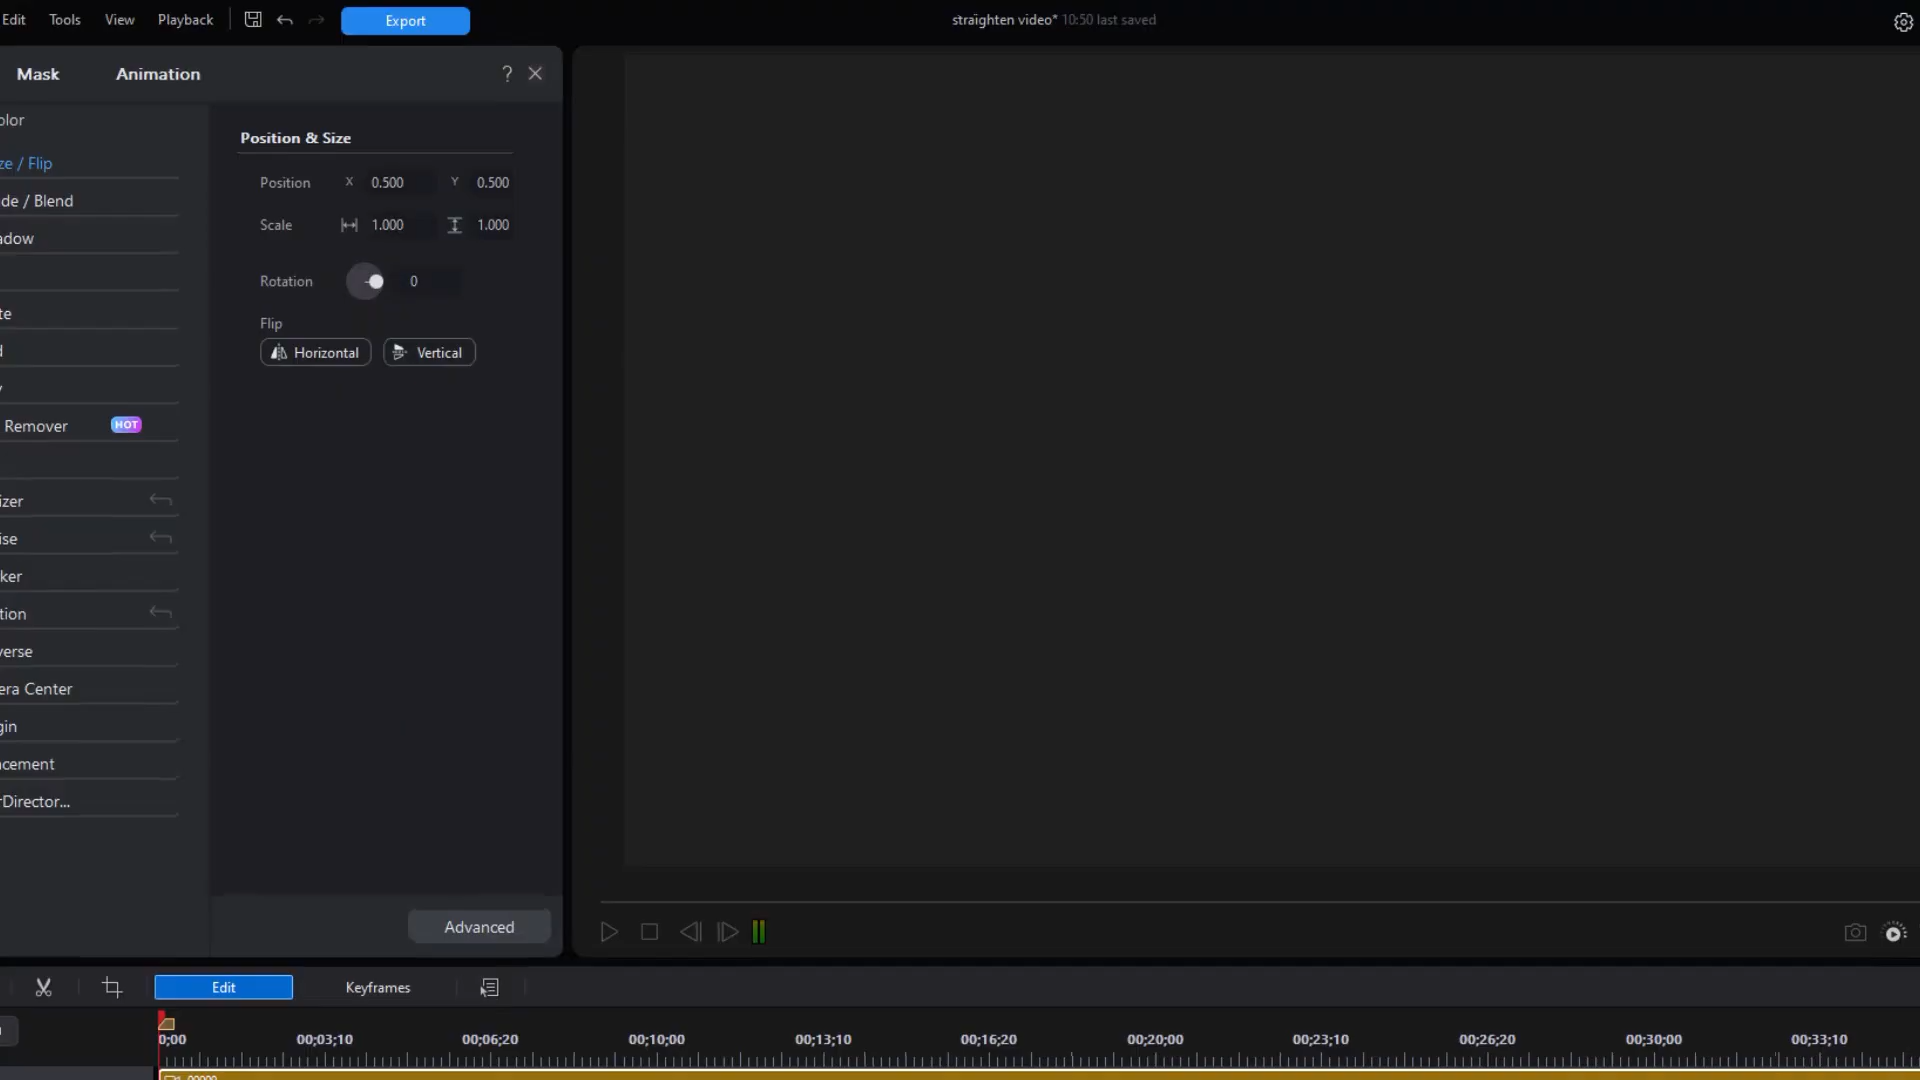 Edit Tools View Playback Export straighten video* 10:50 last saved
Mask Animation ?
olor
ze / Flip
de / Blend
adow
te
d
y
Remover HOT
izer
ise
ker
tion
verse
era Center
gin
cement
rDirector...
Position & Size
Position X 0.500 Y 0.500
Scale 1.000 1.000
Rotation 0
Flip
Horizontal Vertical
Advanced
Edit Keyframes
0;00 00;03;10 00;06;20 00;10;00 00;13;10 00;16;20 00;20;00 00;23;10 00;26;20 00;30;00 00;33;10